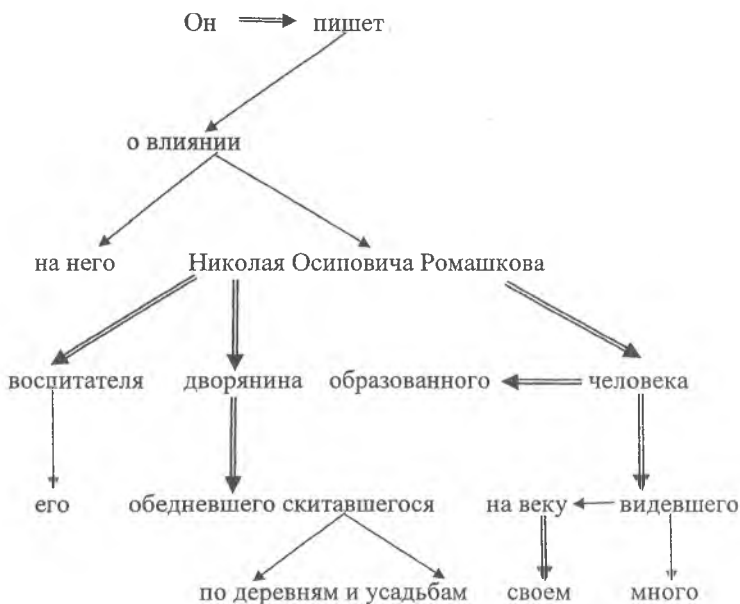 Он пишет
о влиянии
на него Николая Осиповича Ромашкова
воспитателя дворянина образованного человека
его обедневшего скитавшегося на веку видевшего
по деревням и усадьбам своем много